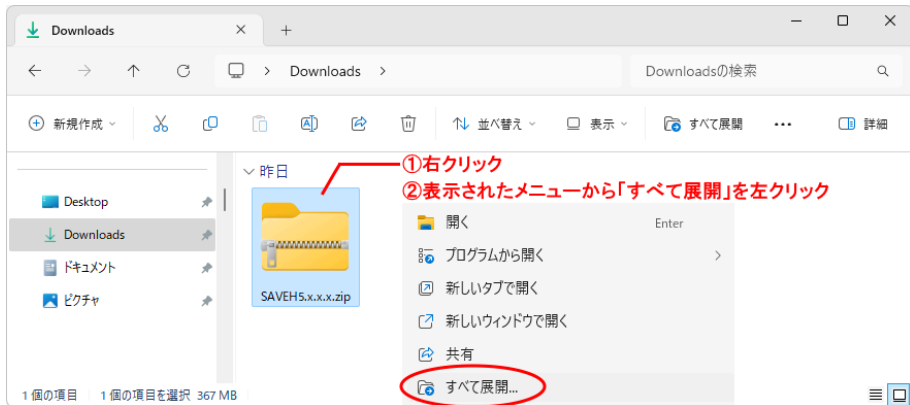 Downloads
Downloads
Downloadsの検索
新規作成
並べ替え
表示
すべて展開
詳細
昨日
①右クリック
②表示されたメニューから「すべて展開」を左クリック
Desktop
Downloads
ドキュメント
ピクチャ
SAVEH5.x.x.x.zip
開く Enter
プログラムから開く
新しいタブで開く
新しいウィンドウで開く
共有
すべて展開...
1 個の項目 1 個の項目を選択 367 MB